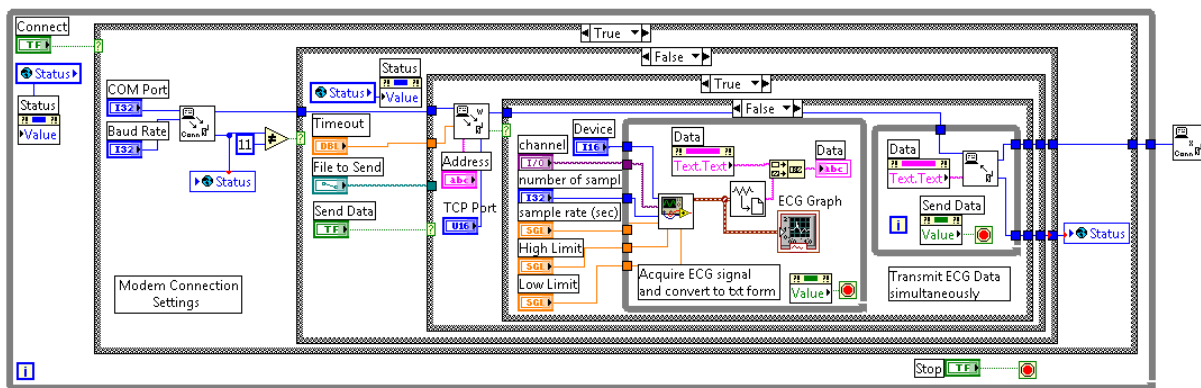 Connect
TF
Status
Status
Value
True
COM Port
I32
Baud Rate
I32
Conn
11
Status
Modem Connection
Settings
False
Status
Status
Value
Timeout
DBL
File to Send
Send Data
TF
True
W
Address
abc
TCP Port
U16
False
Device
I16
channel
I/O
number of sampl
I32
sample rate (sec)
SGL
High Limit
SGL
Low Limit
SGL
Data
Text.Text
Data
abc
ECG Graph
Acquire ECG signal
and convert to txt form
Value
Data
Text.Text
Send Data
Value
i
Transmit ECG Data
simultaneously
X
Conn
Status
i
Stop
TF